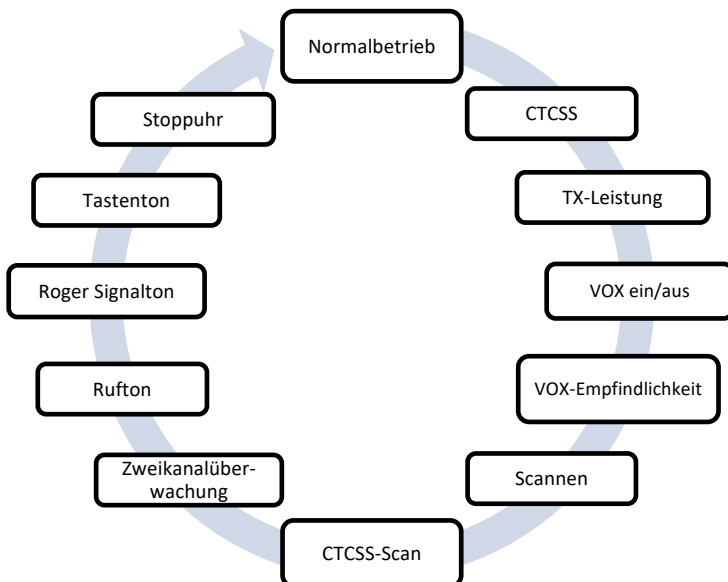 Normalbetrieb
CTCSS
TX-Leistung
VOX ein/aus
VOX-Empfindlichkeit
Scannen
CTCSS-Scan
Zweikanalüber-
wachung
Rufton
Roger Signalton
Tastenton
Stoppuhr